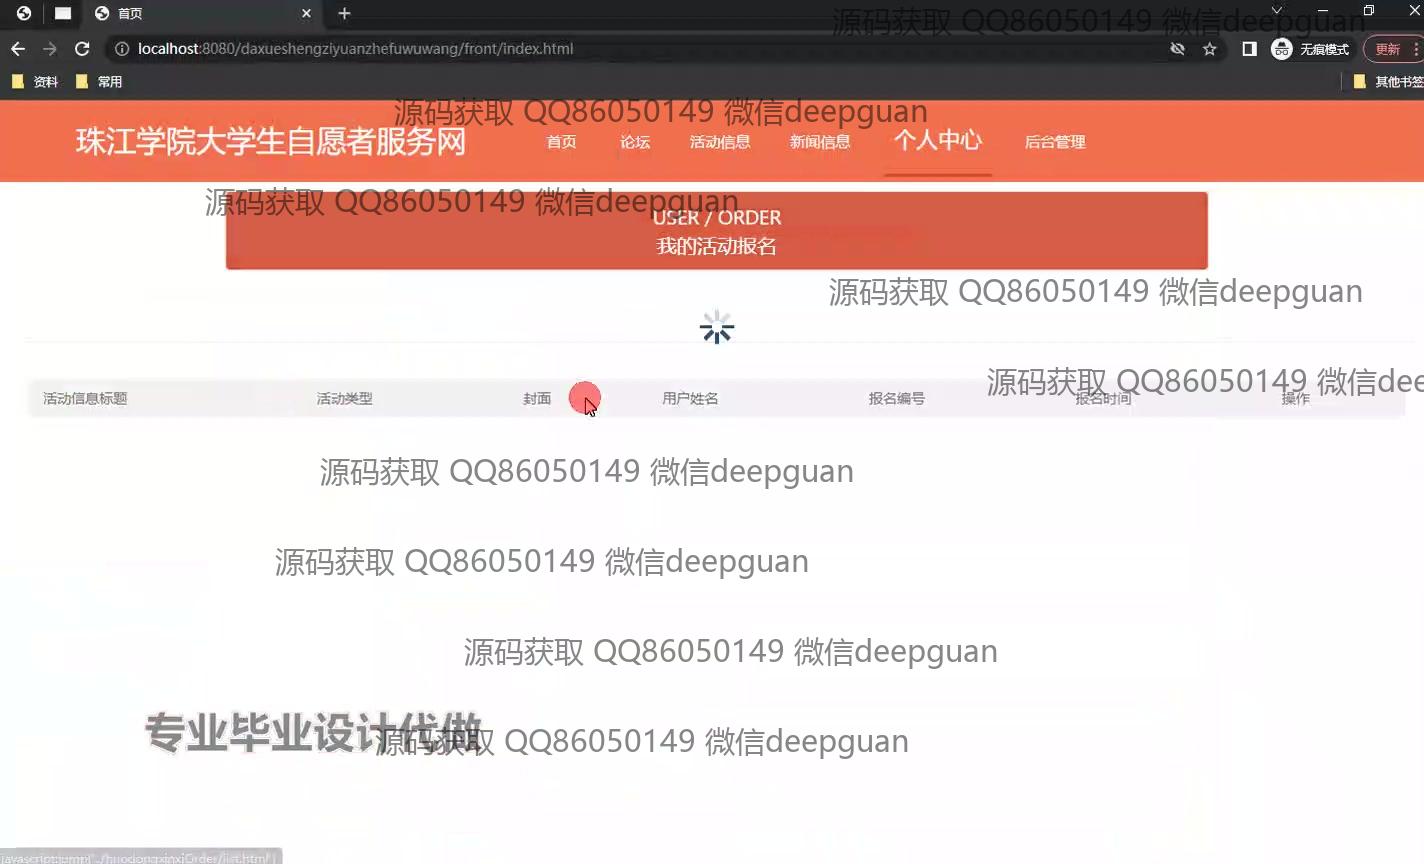 首页
源码获取 QQ86050149 微信deepguan
localhost:8080/daxueshengziyuanzhefuwuwang/front/index.html
无痕模式
更新
资料
常用
其他书签
源码获取 QQ86050149 微信deepguan
珠江学院大学生自愿者服务网
首页
论坛
活动信息
新闻信息
个人中心
后台管理
源码获取 QQ86050149 微信deepguan
USER / ORDER
我的活动报名
源码获取 QQ86050149 微信deepguan
源码获取 QQ86050149 微信dee
活动信息标题
活动类型
封面
用户姓名
报名编号
报名时间
操作
源码获取 QQ86050149 微信deepguan
源码获取 QQ86050149 微信deepguan
源码获取 QQ86050149 微信deepguan
专业毕业设计代做
源码获取 QQ86050149 微信deepguan